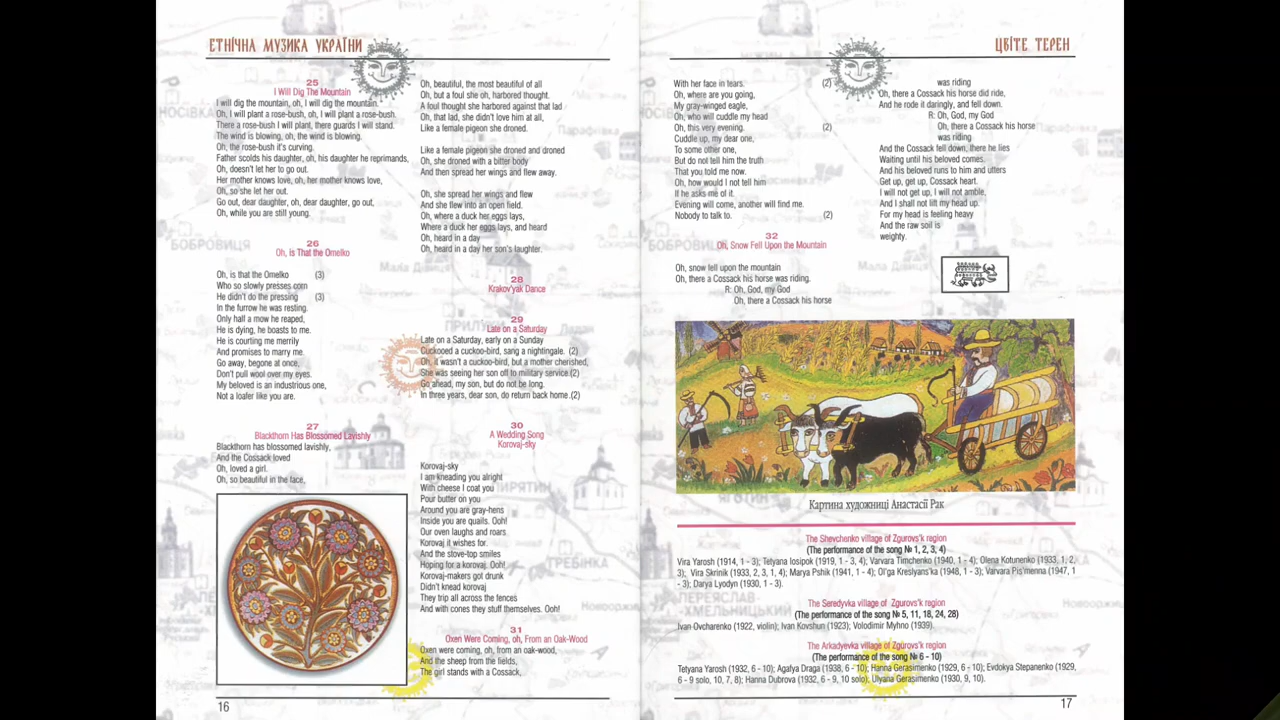 ЕТНІЧНА МУЗИКА УКРАЇНИ
25
I Will Dig The Mountain
I will dig the mountain, oh, I will dig the mountain.
Oh, I will plant a rose-bush, oh, I will plant a rose-bush.
There a rose-bush I will plant, there guards I will stand.
The wind is blowing, oh, the wind is blowing.
Oh, the rose-bush it's curving.
Father scolds his daughter, oh, his daughter he reprimands,
Oh, doesn't let her to go out.
Her mother knows love, oh, her mother knows love,
Oh, so she let her out.
Go out, dear daughter, oh, dear daughter, go out,
Oh, while you are still young.
26
Oh, is That the Omelko
Oh, is that the Omelko (3)
Who so slowly presses corn
He didn't do the pressing (3)
In the furrow he was resting.
Only half a mow he reaped,
He is dying, he boasts to me.
He is courting me merrily
And promises to marry me.
Go away, begone at once,
Don't pull wool over my eyes.
My beloved is an industrious one,
Not a loafer like you are.
27
Blackthorn Has Blossomed Lavishly
Blackthorn has blossomed lavishly,
And the Cossack loved
Oh, loved a girl.
Oh, so beautiful in the face,
16
Oh, beautiful, the most beautiful of all
Oh, but a foul she oh, harbored thought.
A foul thought she harbored against that lad
Oh, that lad, she didn't love him at all,
Like a female pigeon she droned.
Like a female pigeon she droned and droned
Oh, she droned with a bitter body
And then spread her wings and flew away.
Oh, she spread her wings and flew
And she flew into an open field.
Oh, where a duck her eggs lays,
Where a duck her eggs lays, and heard
Oh, heard in a day
Oh, heard in a day her son's laughter.
28
Krakov'yak Dance
29
Late on a Saturday
Late on a Saturday, early on a Sunday
Cuckooed a cuckoo-bird, sang a nightingale. (2)
Oh, it wasn't a cuckoo-bird, but a mother cherished,
She was seeing her son off to military service.(2)
Go ahead, my son, but do not be long.
In three years, dear son, do return back home.(2)
30
A Wedding Song
Korovaj-sky
Korovaj-sky
I am kneading you alright
With cheese I coat you
Pour butter on you
Around you are gray-hens
Inside you are quails. Ooh!
Our oven laughs and roars
Korovaj it wishes for.
And the stove-top smiles
Hoping for a korovaj. Ooh!
Korovaj-makers got drunk
Didn't knead korovaj
They trip all across the fences
And with cones they stuff themselves. Ooh!
31
Oxen Were Coming, oh, From an Oak-Wood
Oxen were coming, oh, from an oak-wood,
And the sheep from the fields,
The girl stands with a Cossack,
ЦВІТЕ ТЕРЕН
With her face in tears. (2)
Oh, where are you going,
My gray-winged eagle,
Oh, who will cuddle my head
Oh, this very evening. (2)
Cuddle up, my dear one,
To some other one,
But do not tell him the truth
That you told me now.
Oh, how would I not tell him
If he asks me of it.
Evening will come, another will find me.
Nobody to talk to. (2)
32
Oh, Snow Fell Upon the Mountain
Oh, snow fell upon the mountain
Oh, there a Cossack his horse was riding.
R: Oh, God, my God
Oh, there a Cossack his horse
was riding
Oh, there a Cossack his horse did ride,
And he rode it daringly, and fell down.
R: Oh, God, my God
Oh, there a Cossack his horse
was riding
And the Cossack fell down, there he lies
Waiting until his beloved comes.
And his beloved runs to him and utters
Get up, get up, Cossack heart.
I will not get up, I will not amble,
And I shall not lift my head up.
For my head is feeling heavy
And the raw soil is
weighty.
Картина художниці Анастасії Рак
The Shevchenko village of Zgurovs'k region
(The performance of the song № 1, 2, 3, 4)
Vira Yarosh (1914, 1 - 3); Tetyana Iosipok (1919, 1 - 3, 4); Varvara Timchenko (1940, 1 - 4); Olena Kotunenko (1933, 1, 2,
3); Vira Skrinik (1933, 2, 3, 1, 4); Marya Pshik (1941, 1 - 4); Ol'ga Kreslyans'ka (1948, 1 - 3); Varvara Pis'menna (1947, 1
- 3); Darya Lyodyn (1930, 1 - 3).
The Seredyvka village of Zgurovs'k region
(The performance of the song № 5, 11, 18, 24, 28)
Ivan Ovcharenko (1922, violin); Ivan Kovshun (1923); Volodimir Myhno (1939).
The Arkadyevka village of Zgurovs'k region
(The performance of the song № 6 - 10)
Tetyana Yarosh (1932, 6 - 10); Agafya Draga (1938, 6 - 10); Hanna Gerasimenko (1929, 6 - 10); Evdokya Stepanenko (1929,
6 - 9 solo, 10, 7, 8); Hanna Dubrova (1932, 6 - 9, 10 solo); Ulyana Gerasimenko (1930, 9, 10).
17